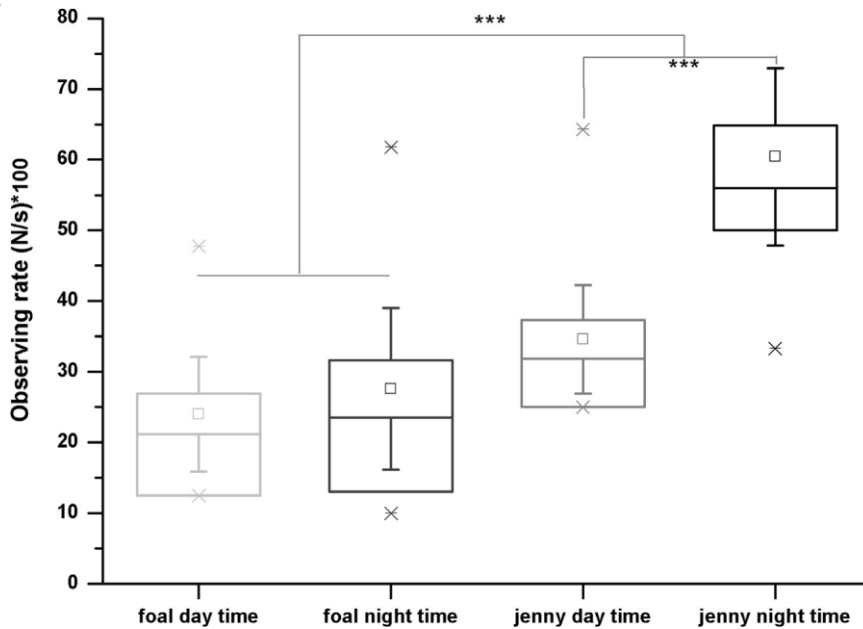 80
***
70
***
60
50
40
30
20
10
0
Observing rate (N/s)*100
foal day time
foal night time
jenny day time
jenny night time